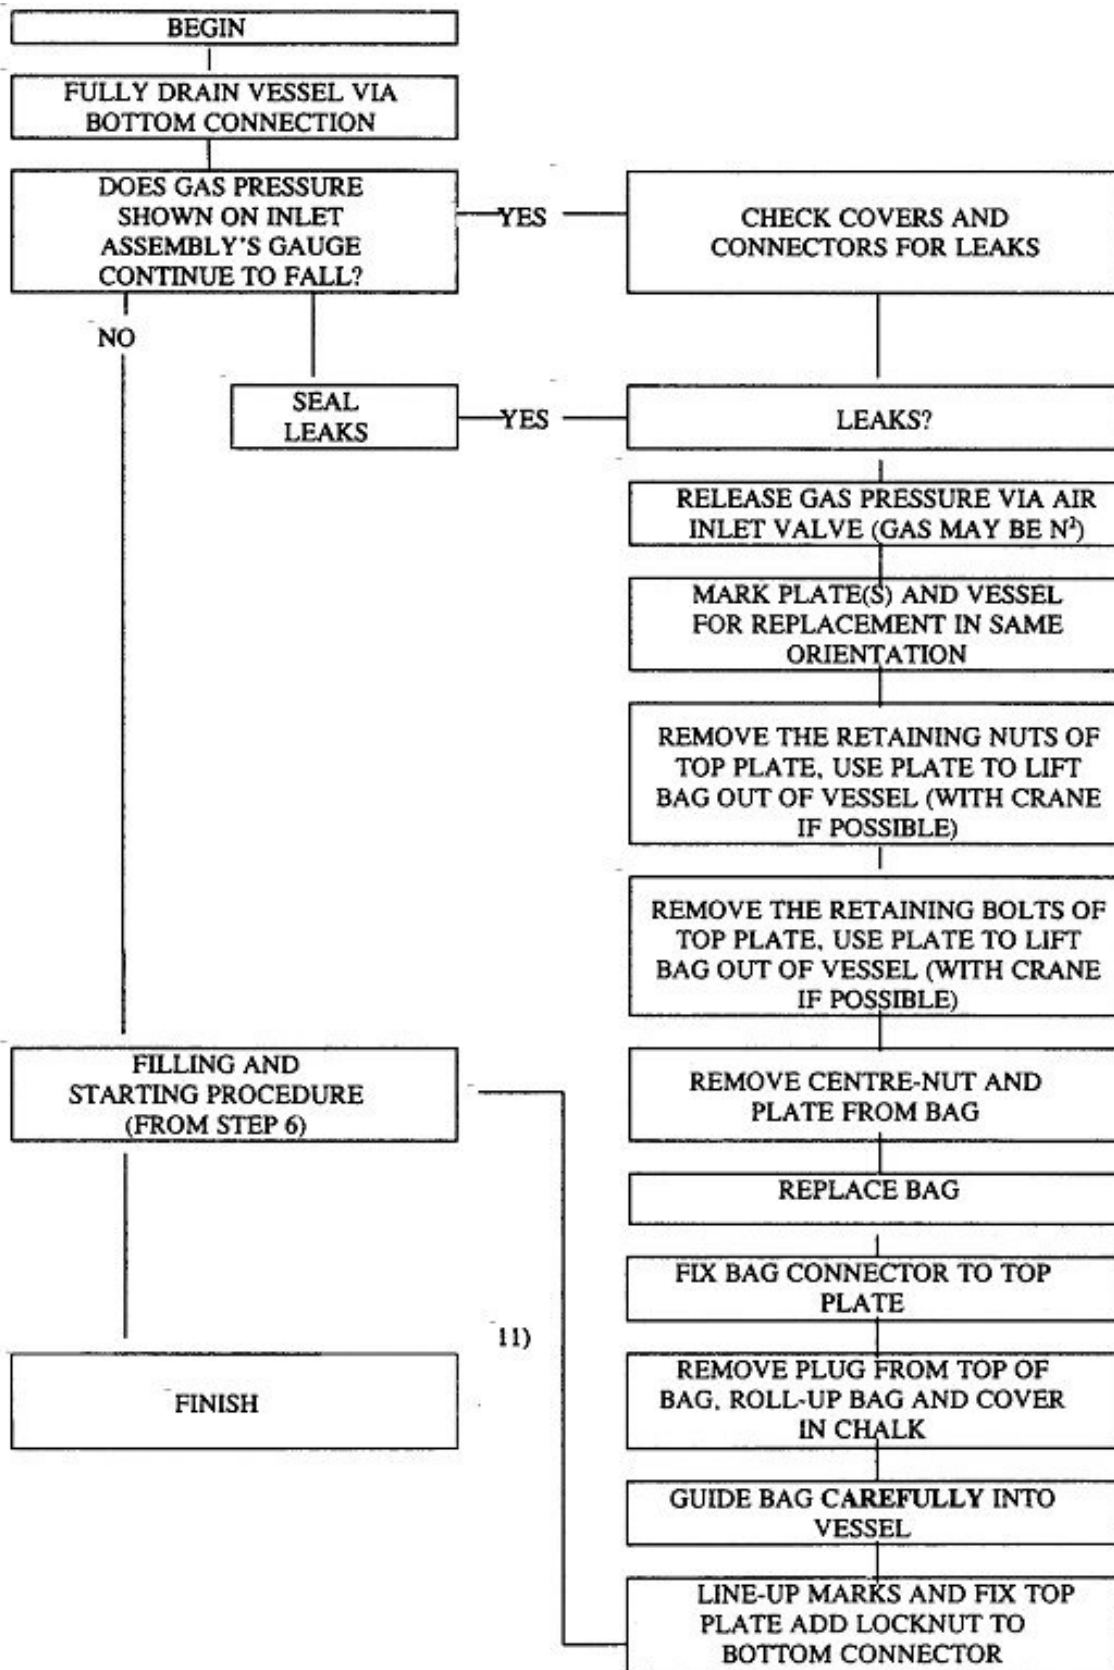 BEGIN
FULLY DRAIN VESSEL VIA
BOTTOM CONNECTION
DOES GAS PRESSURE
SHOWN ON INLET
ASSEMBLY'S GAUGE
CONTINUE TO FALL?
YES
CHECK COVERS AND
CONNECTORS FOR LEAKS
NO
SEAL
LEAKS
YES
LEAKS?
RELEASE GAS PRESSURE VIA AIR
INLET VALVE (GAS MAY BE N²)
MARK PLATE(S) AND VESSEL
FOR REPLACEMENT IN SAME
ORIENTATION
REMOVE THE RETAINING NUTS OF
TOP PLATE, USE PLATE TO LIFT
BAG OUT OF VESSEL (WITH CRANE
IF POSSIBLE)
REMOVE THE RETAINING BOLTS OF
TOP PLATE, USE PLATE TO LIFT
BAG OUT OF VESSEL (WITH CRANE
IF POSSIBLE)
FILLING AND
STARTING PROCEDURE
(FROM STEP 6)
REMOVE CENTRE-NUT AND
PLATE FROM BAG
REPLACE BAG
FIX BAG CONNECTOR TO TOP
PLATE
11)
REMOVE PLUG FROM TOP OF
BAG, ROLL-UP BAG AND COVER
IN CHALK
FINISH
GUIDE BAG CAREFULLY INTO
VESSEL
LINE-UP MARKS AND FIX TOP
PLATE ADD LOCKNUT TO
BOTTOM CONNECTOR